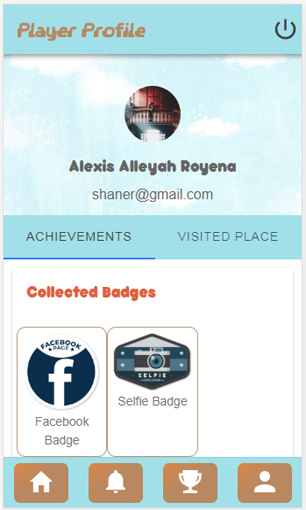 Player Profile
Alexis Alleyah Royena
shaner@gmail.com
ACHIEVEMENTS VISITED PLACE
Collected Badges
FACEBOOK
PAGE
SELFIE
Facebook
Badge
Selfie Badge